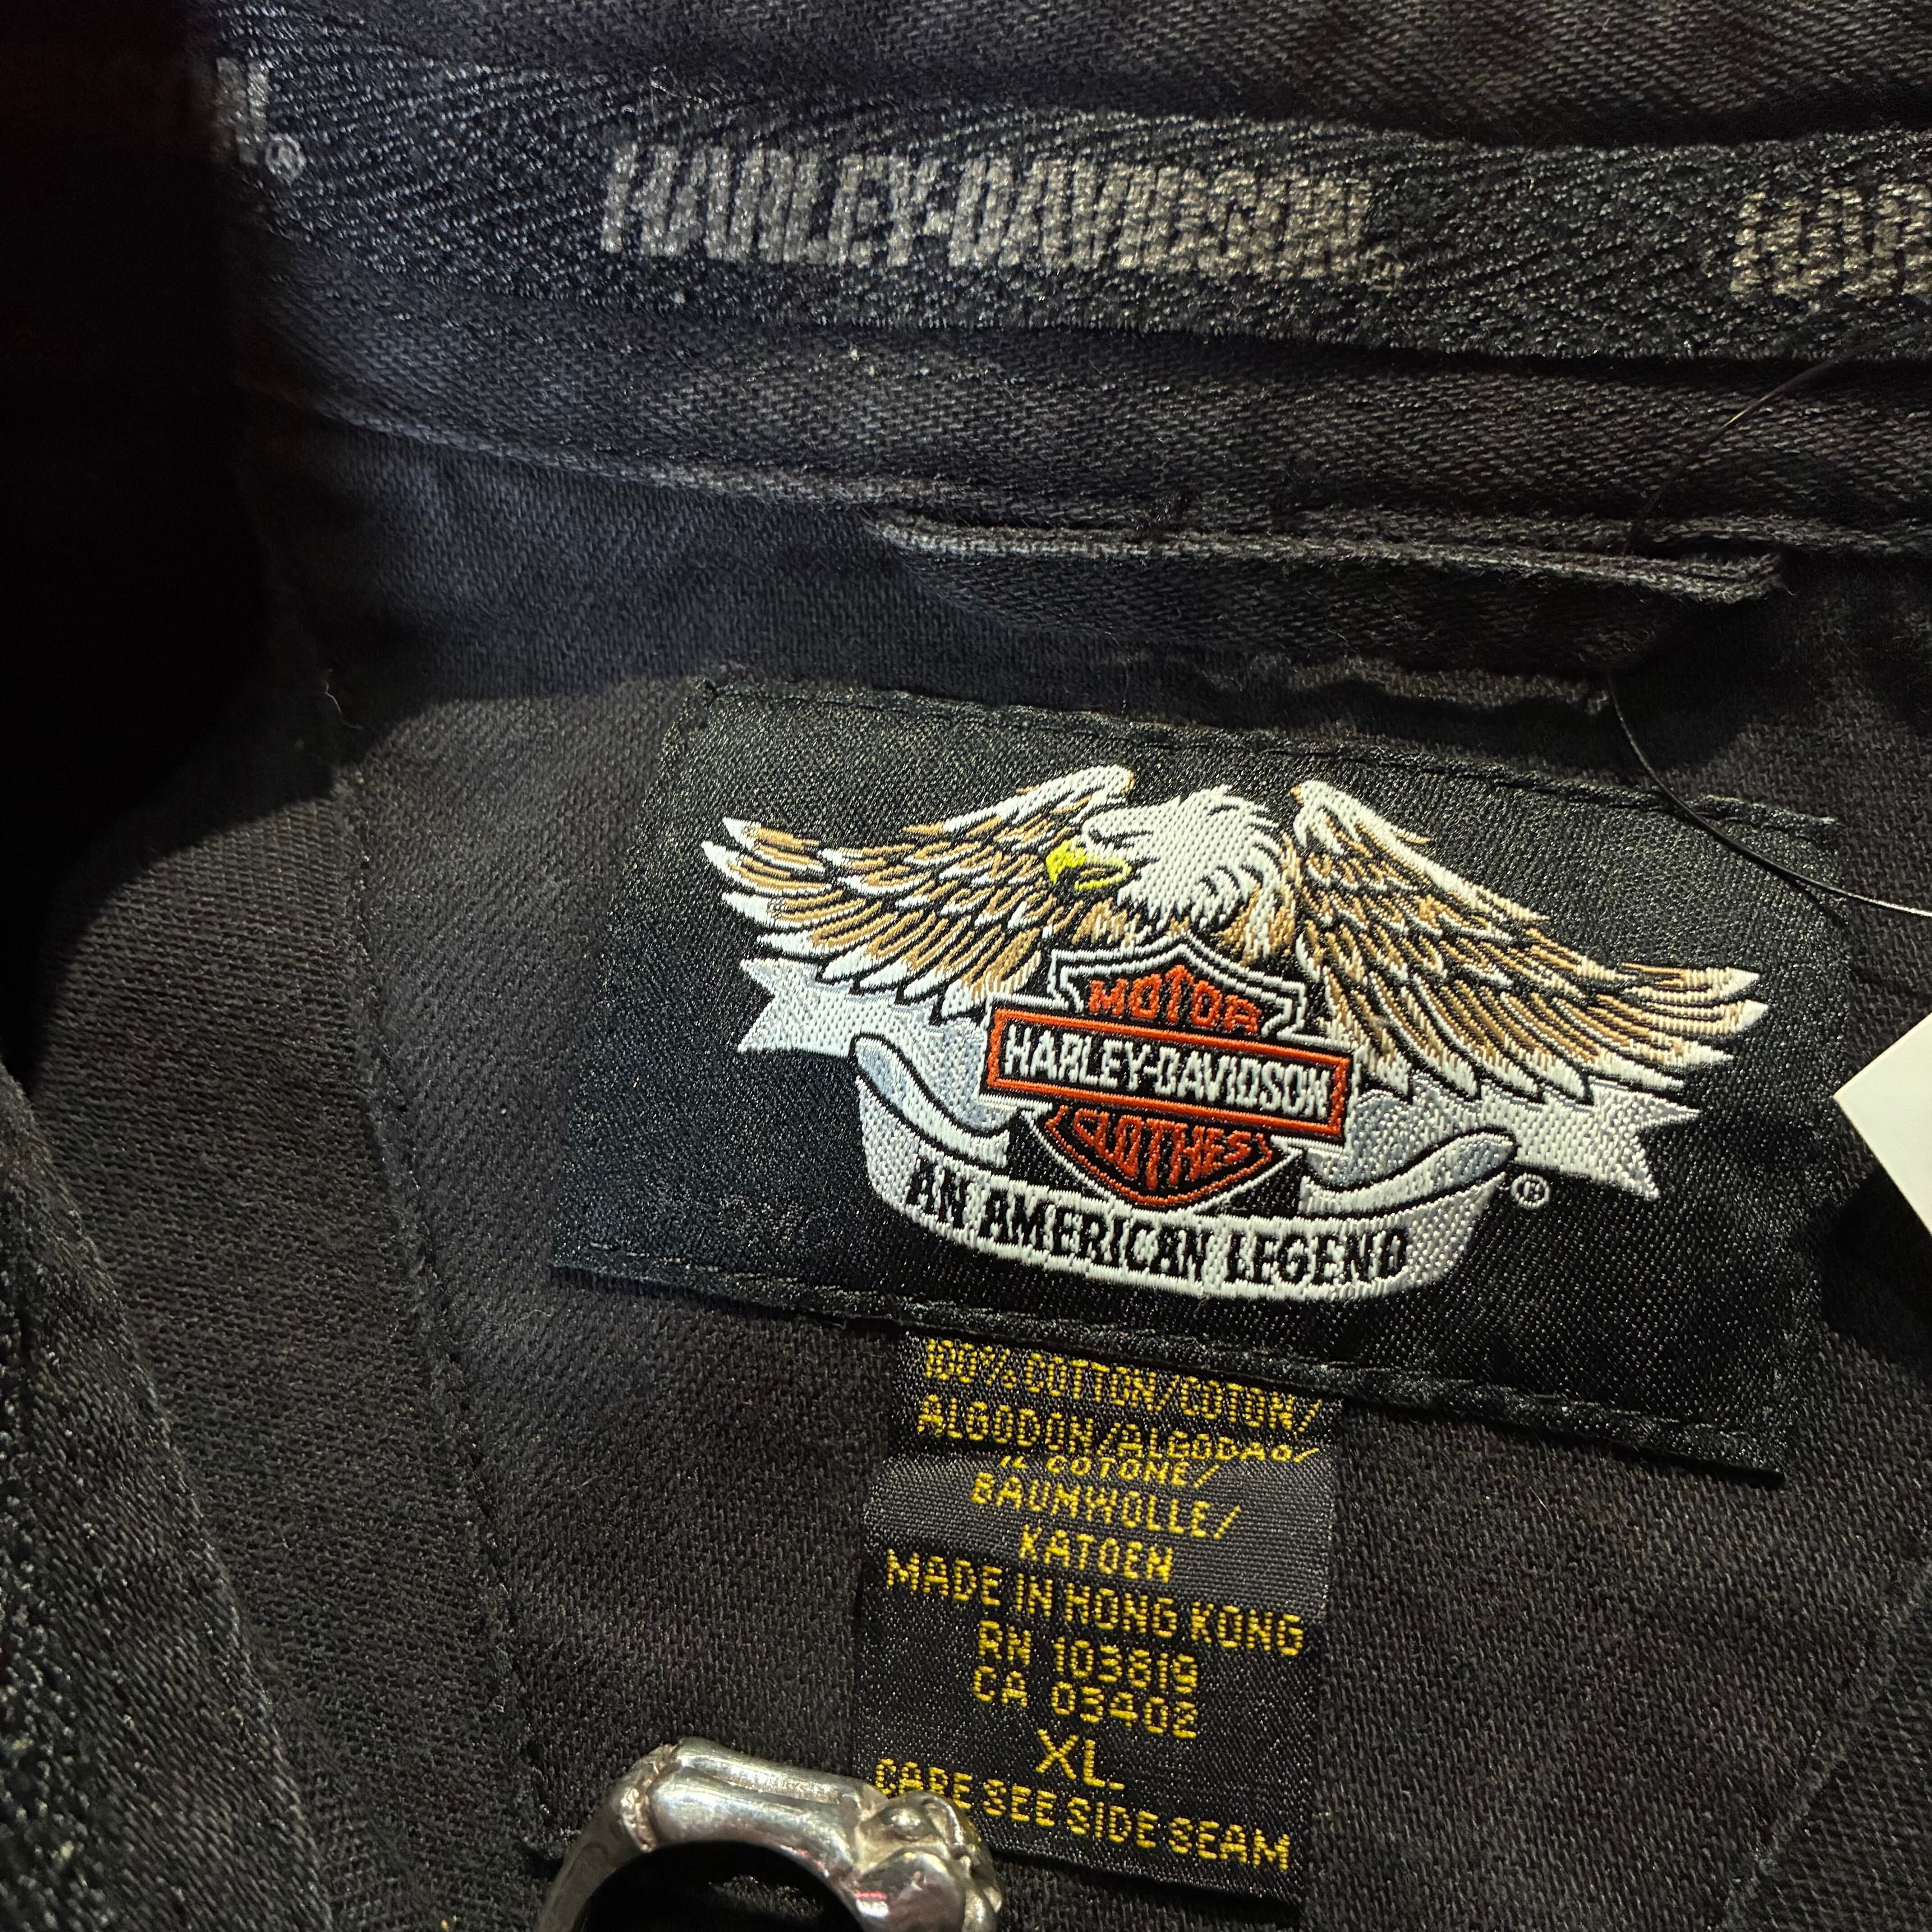 HARLEY-DAVIDSON
MOTOR
HARLEY-DAVIDSON
CLOTHES
AN AMERICAN LEGEND
®
100% COTTON/COTON/
ALGODON/ALGODAO/
COTONE/
BAUMWOLLE/
KATOEN
MADE IN HONG KONG
RN 103819
CA 03402
XL
CARE SEE SIDE SEAM